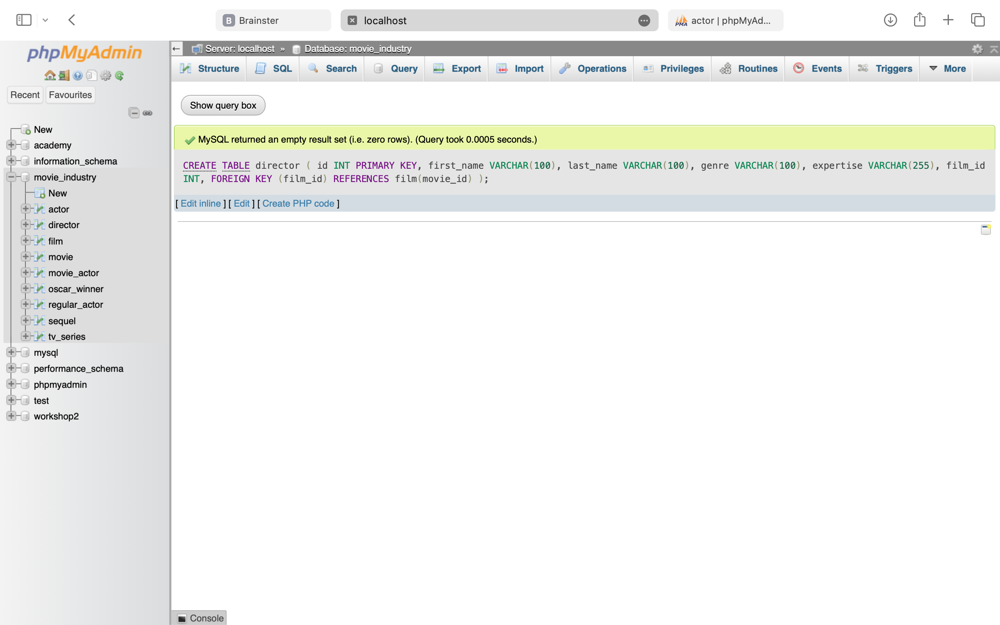 Brainster
localhost
PMA
actor | phpMyAd...
phpMyAdmin
Server: localhost » Database: movie_industry
Structure SQL Search Query Export Import Operations Privileges Routines Events Triggers More
Recent Favourites
Show query box
New
academy
information_schema
movie_industry
New
actor
director
film
movie
movie_actor
oscar_winner
regular_actor
sequel
tv_series
mysql
performance_schema
phpmyadmin
test
workshop2
MySQL returned an empty result set (i.e. zero rows). (Query took 0.0005 seconds.)
CREATE TABLE director ( id INT PRIMARY KEY, first_name VARCHAR(100), last_name VARCHAR(100), genre VARCHAR(100), expertise VARCHAR(255), film_id
INT, FOREIGN KEY (film_id) REFERENCES film(movie_id) );
[ Edit inline ] [ Edit ] [ Create PHP code ]
Console